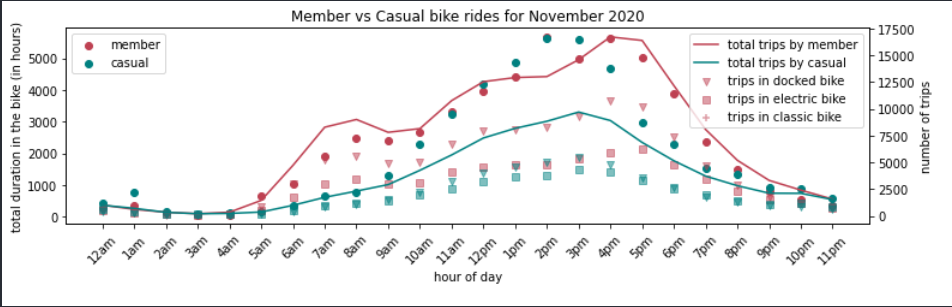 Member vs Casual bike rides for November 2020
member
casual
total trips by member
total trips by casual
trips in docked bike
trips in electric bike
trips in classic bike
total duration in the bike (in hours)
5000
4000
3000
2000
1000
0
17500
15000
12500
10000
7500
5000
2500
0
number of trips
12am 1am 2am 3am 4am 5am 6am 7am 8am 9am 10am 11am 12pm 1pm 2pm 3pm 4pm 5pm 6pm 7pm 8pm 9pm 10pm 11pm
hour of day